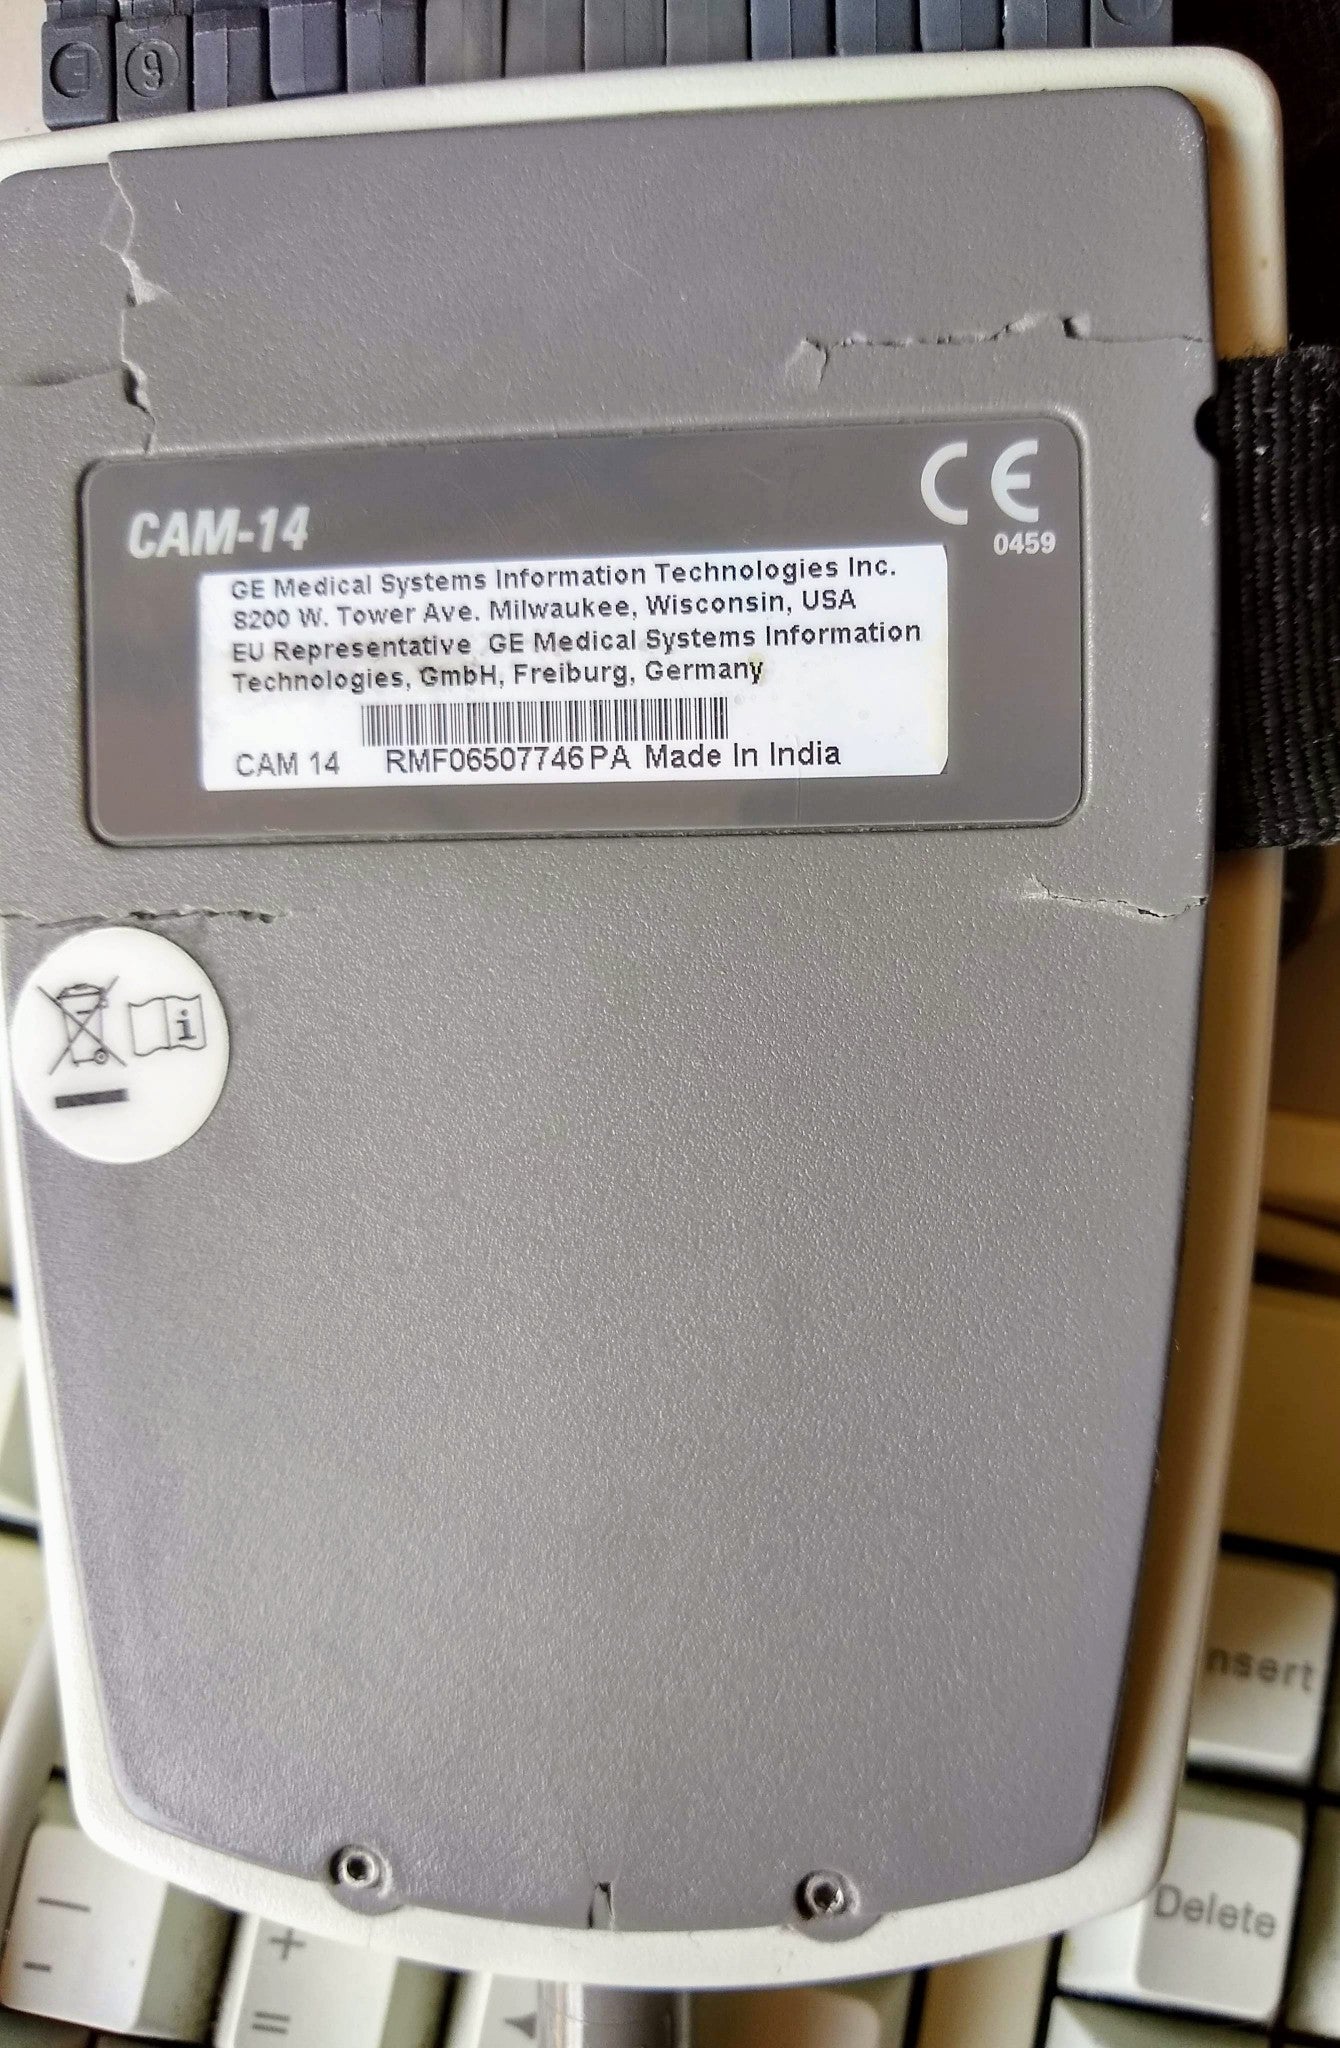 E 6
CAM-14
CE
0459
GE Medical Systems Information Technologies Inc.
8200 W. Tower Ave. Milwaukee, Wisconsin, USA
EU Representative GE Medical Systems Information
Technologies, GmbH, Freiburg, Germany
CAM 14 RMF06507746PA Made In India
i
nsert
Delete
—
-
+
=